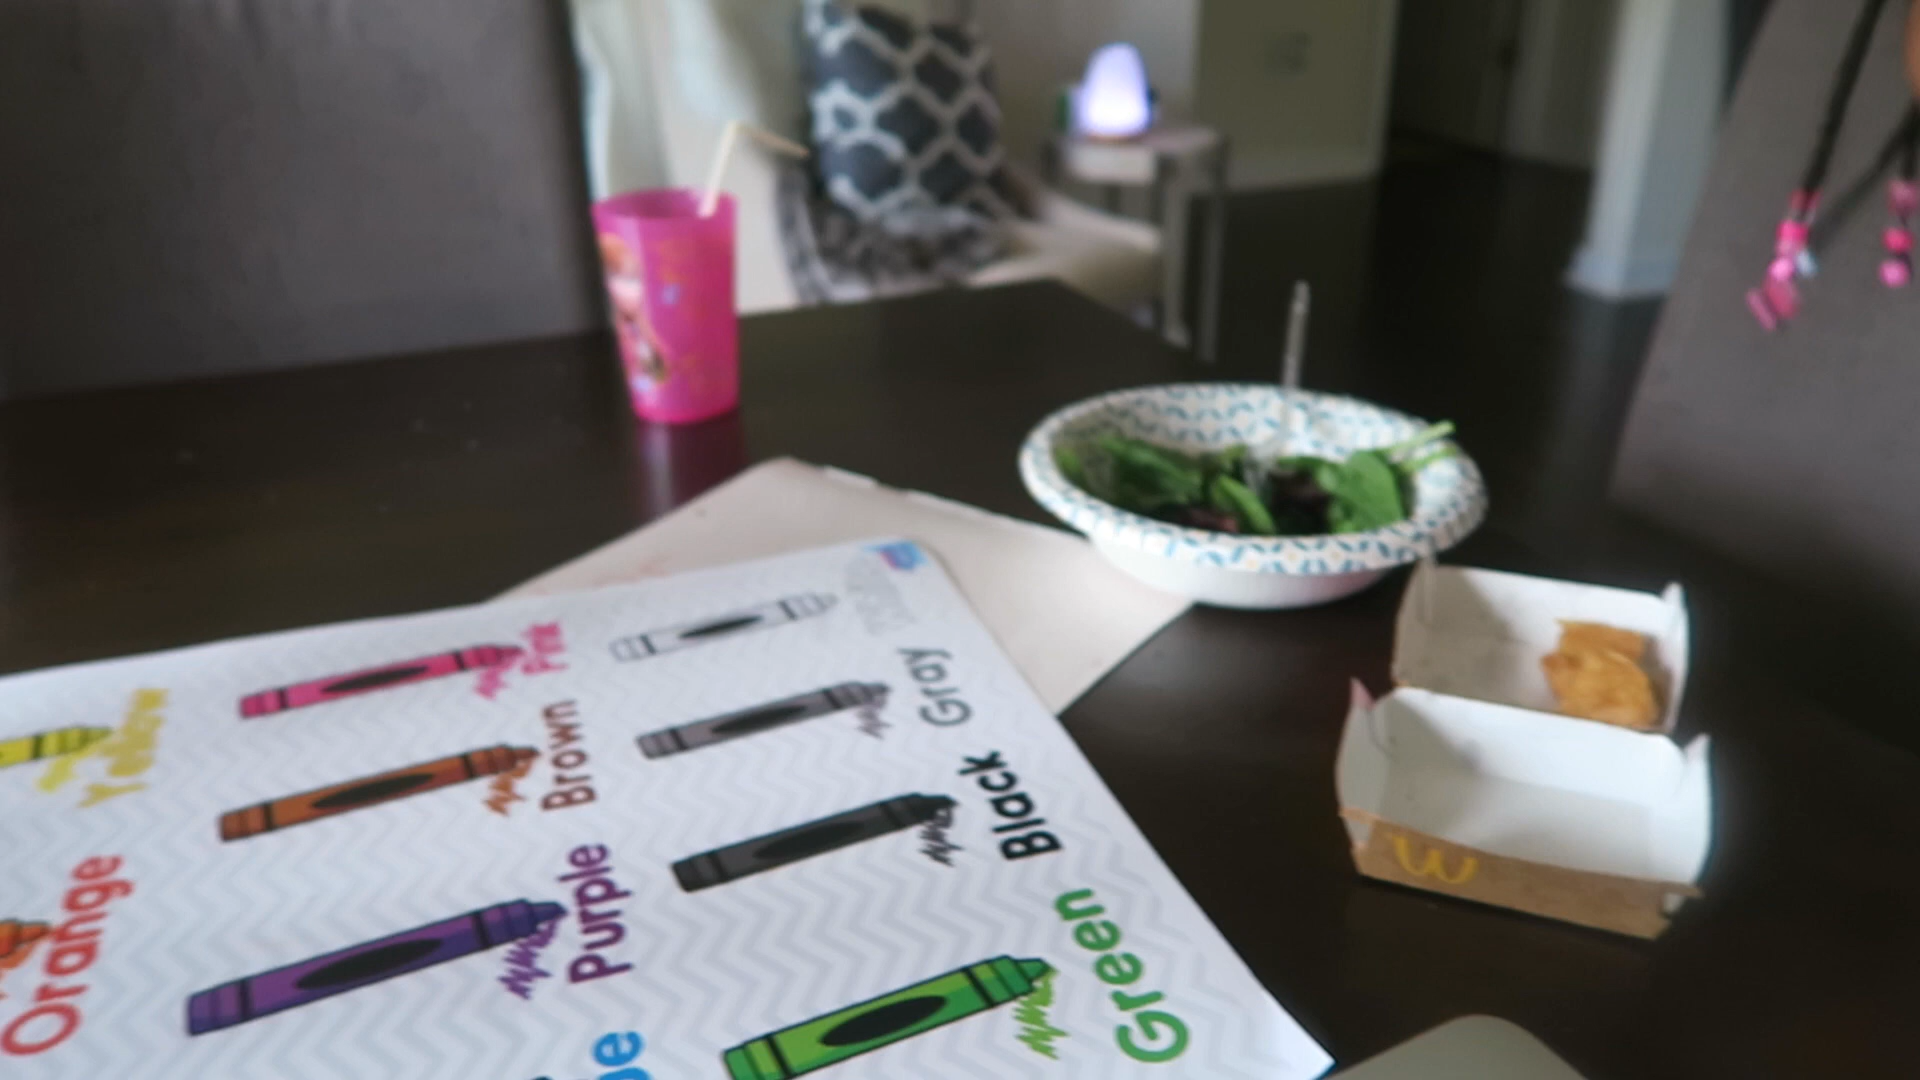 Pink
Yellow
Gray
Brown
Black
Purple
Orange
Green